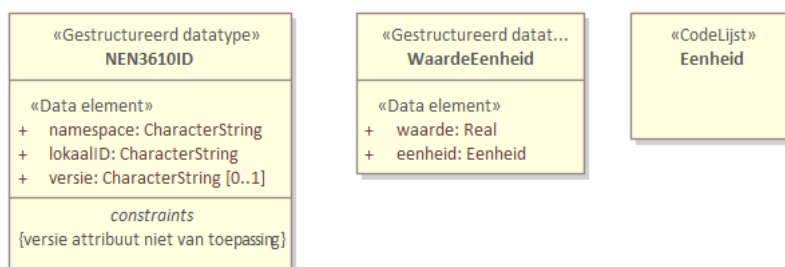 «Gestructureerd datatype»
NEN3610ID
«Data element»
+ namespace: CharacterString
+ lokaalID: CharacterString
+ versie: CharacterString [0..1]
constraints
{versie attribuut niet van toepassing}
«Gestructureerd datat...
WaardeEenheid
«Data element»
+ waarde: Real
+ eenheid: Eenheid
«CodeLijst»
Eenheid